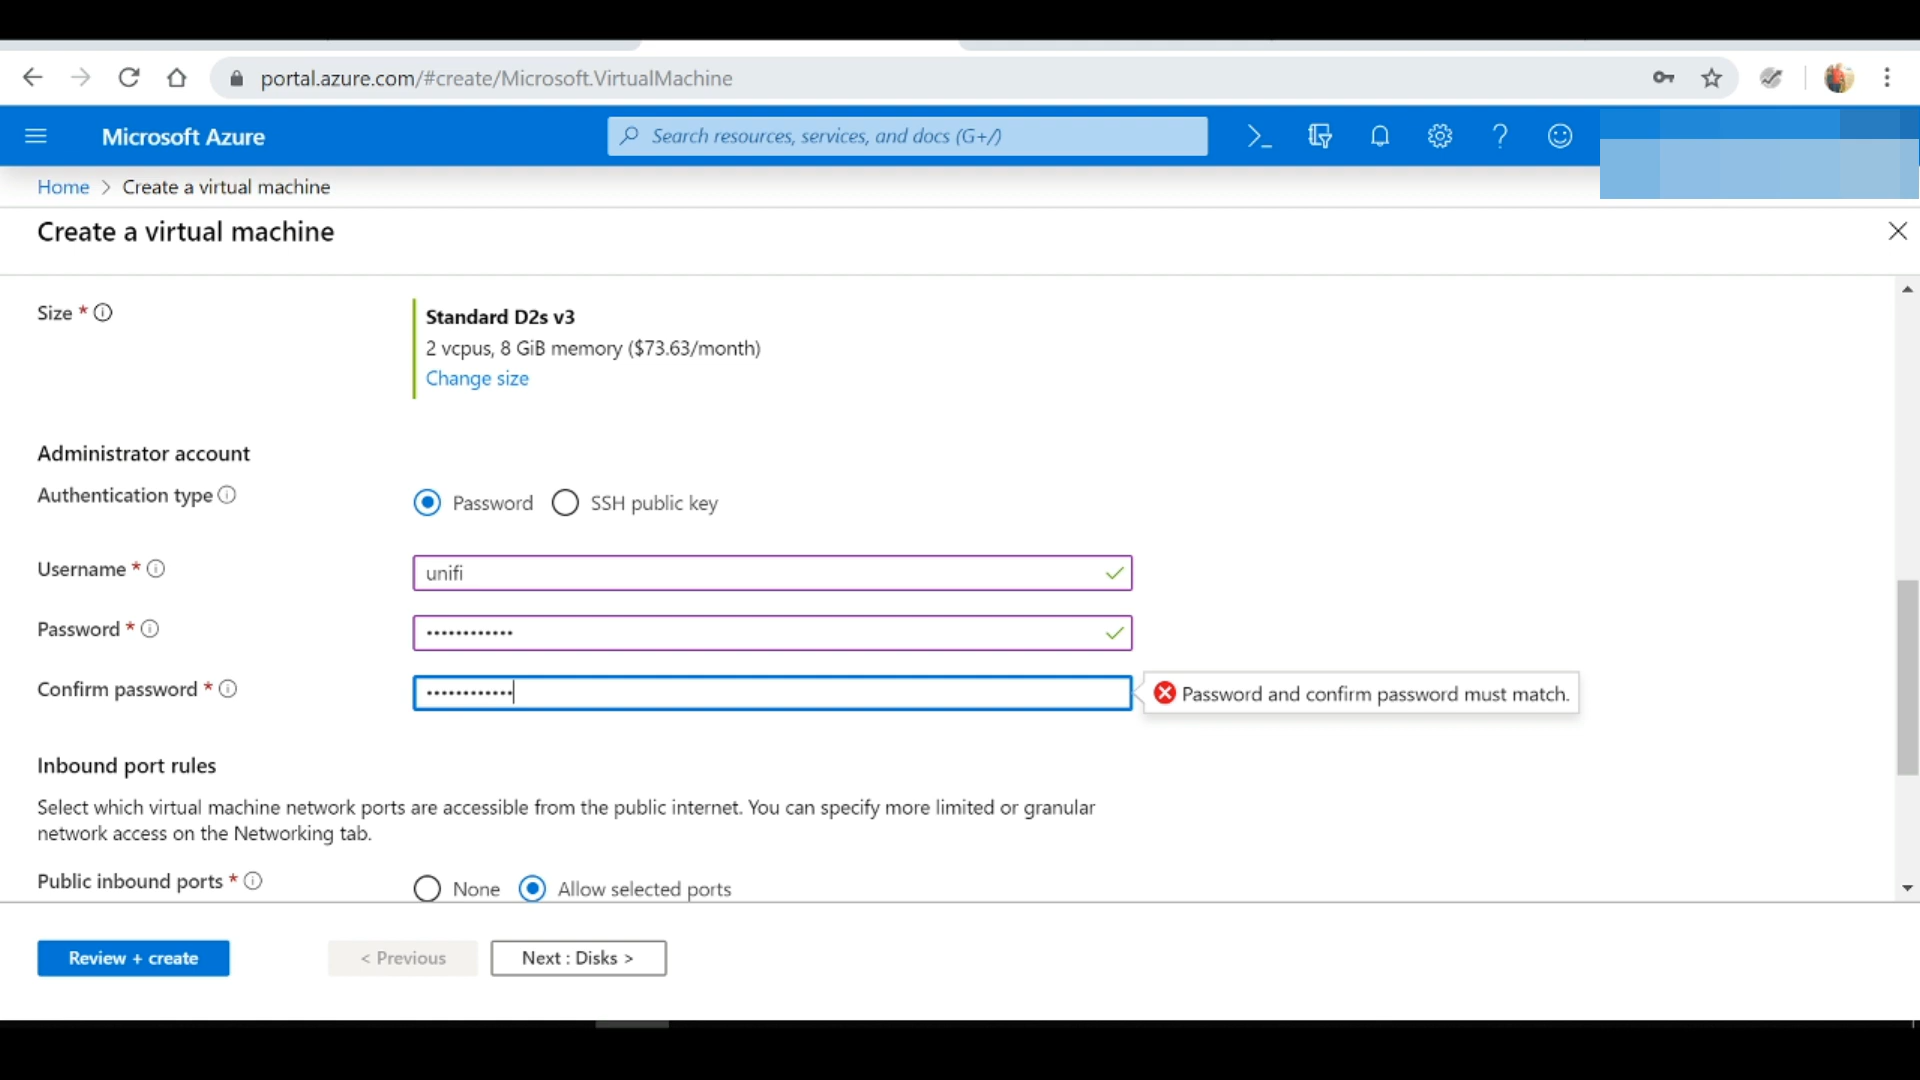 portal.azure.com/#create/Microsoft.VirtualMachine
Microsoft Azure
Search resources, services, and docs (G+/)
Home > Create a virtual machine
Create a virtual machine
Size *
Standard D2s v3
2 vcpus, 8 GiB memory ($73.63/month)
Change size
Administrator account
Authentication type
Password SSH public key
Username *
unifi
Password *
••••••••••••
Confirm password *
••••••••••••
Password and confirm password must match.
Inbound port rules
Select which virtual machine network ports are accessible from the public internet. You can specify more limited or granular
network access on the Networking tab.
Public inbound ports *
None Allow selected ports
Review + create
< Previous
Next : Disks >